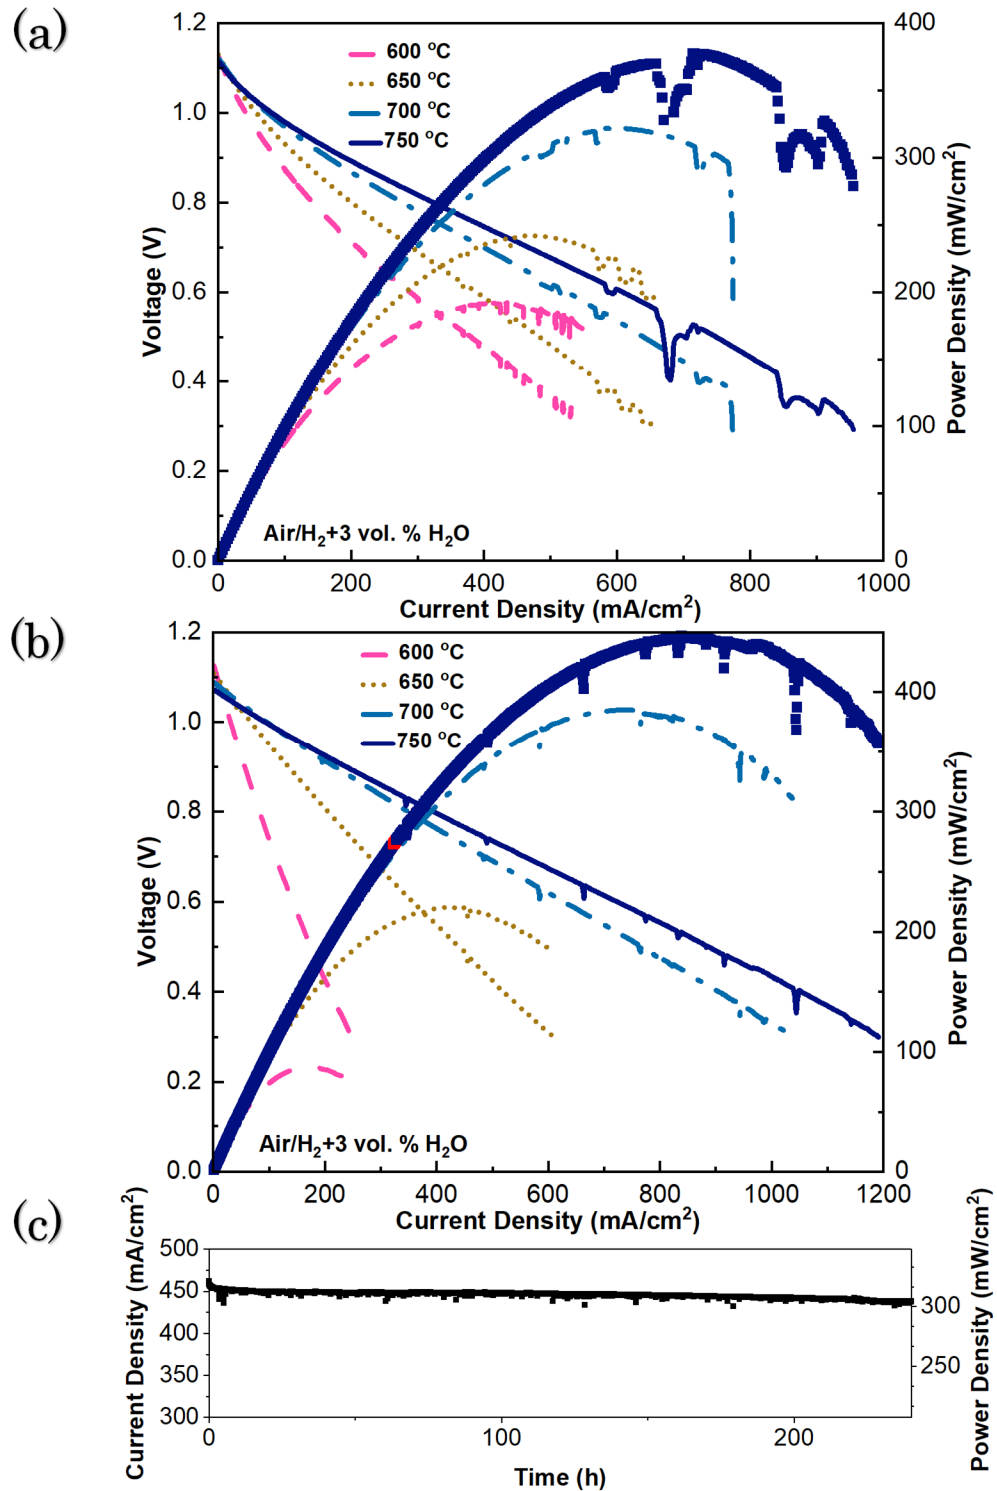 (a)
1.2
1.0
0.8
0.6
0.4
0.2
0.0
Voltage (V)
600 °C
650 °C
700 °C
750 °C
Air/H₂+3 vol. % H₂O
400
300
200
100
0
Power Density (mW/cm²)
0 200 400 600 800 1000
Current Density (mA/cm²)
(b)
1.2
1.0
0.8
0.6
0.4
0.2
0.0
Voltage (V)
600 °C
650 °C
700 °C
750 °C
Air/H₂+3 vol. % H₂O
400
300
200
100
0
Power Density (mW/cm²)
0 200 400 600 800 1000 1200
Current Density (mA/cm²)
(c)
500
450
425
400
350
300
Current Density (mA/cm²)
300
250
Power Density (mW/cm²)
0 100 200
Time (h)